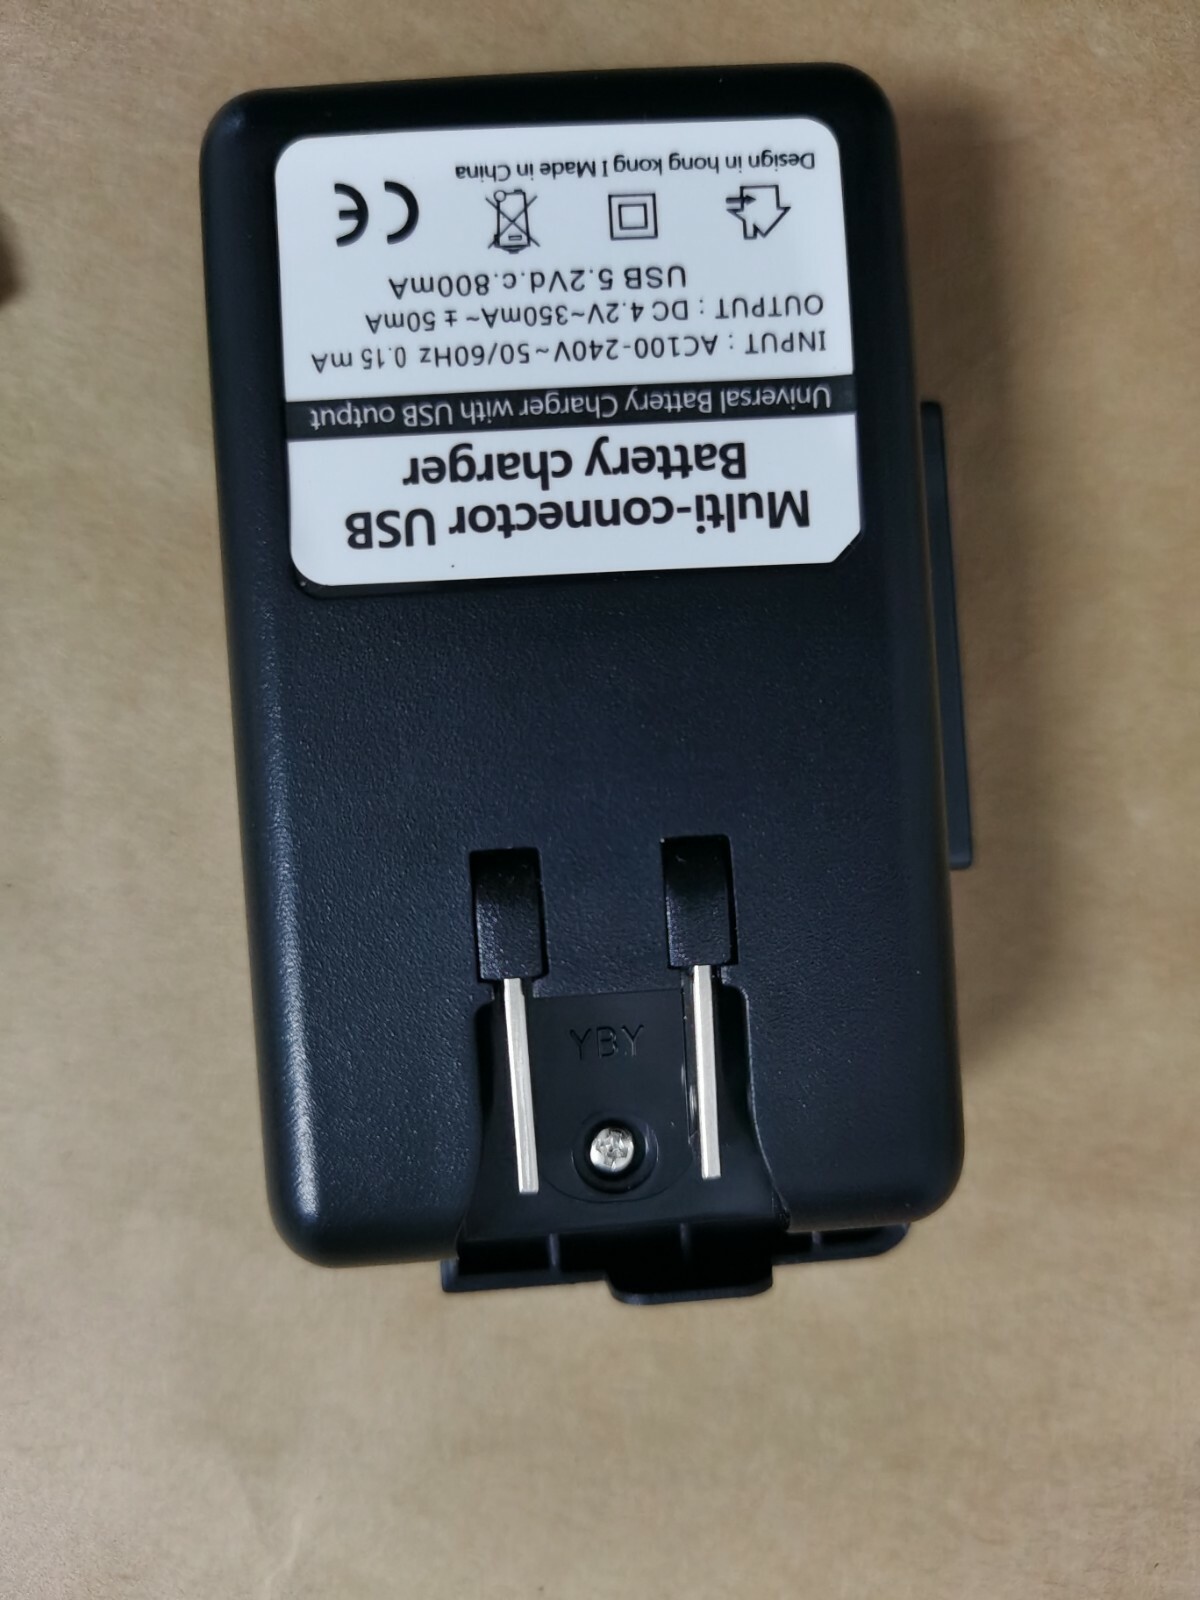 Multi-connector USB
Battery charger
Universal Battery Charger with USB output
INPUT : AC100-240V~50/60Hz 0.15 mA
OUTPUT : DC 4.2V~350mA~ ± 50mA
USB 5.2Vd.c.800mA
CE
Design in hong kong I Made in China
YBY